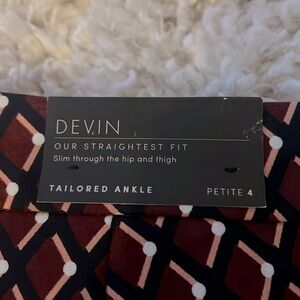 DEVIN
OUR STRAIGHTEST FIT
Slim through the hip and thigh
TAILORED ANKLE PETITE 4